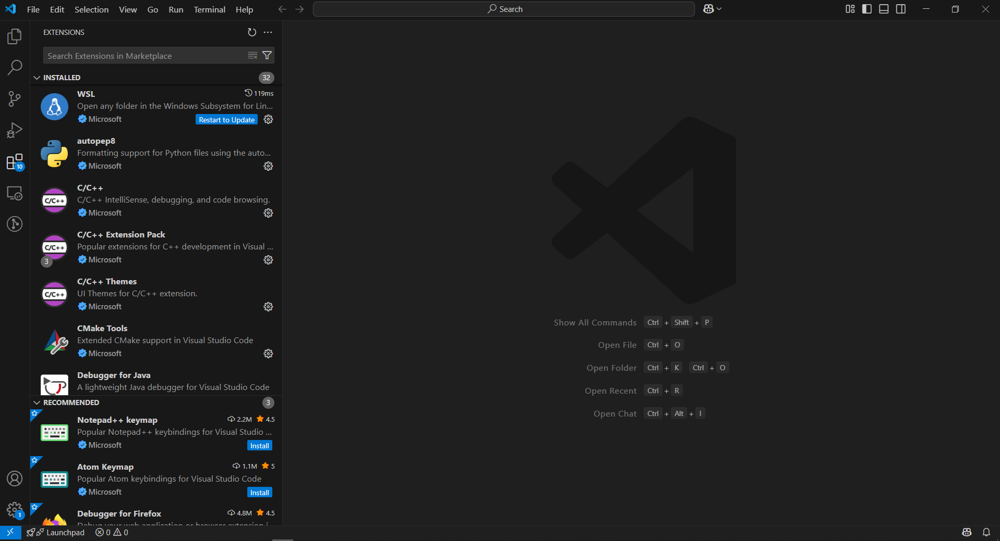 File Edit Selection View Go Run Terminal Help
Search
EXTENSIONS
Search Extensions in Marketplace
INSTALLED 32
WSL 119ms
Open any folder in the Windows Subsystem for Lin...
Microsoft Restart to Update
autopep8
Formatting support for Python files using the auto...
Microsoft
C/C++
C/C++ IntelliSense, debugging, and code browsing.
C/C++
Microsoft
C/C++ Extension Pack
Popular extensions for C++ development in Visual ...
C/C++
3
Microsoft
C/C++ Themes
UI Themes for C/C++ extension.
C/C++
Microsoft
CMake Tools
Extended CMake support in Visual Studio Code
Microsoft
Debugger for Java
A lightweight Java debugger for Visual Studio Code
RECOMMENDED 3
Notepad++ keymap 2.2M 4.5
Popular Notepad++ keybindings for Visual Studio ...
Microsoft Install
Atom Keymap 1.1M 5
Popular Atom keybindings for Visual Studio Code
Microsoft Install
Debugger for Firefox 4.8M 4.5
Debug your web application or browser extension i
10
1
Show All Commands Ctrl + Shift + P
Open File Ctrl + O
Open Folder Ctrl + K Ctrl + O
Open Recent Ctrl + R
Open Chat Ctrl + Alt + I
Launchpad 0 0